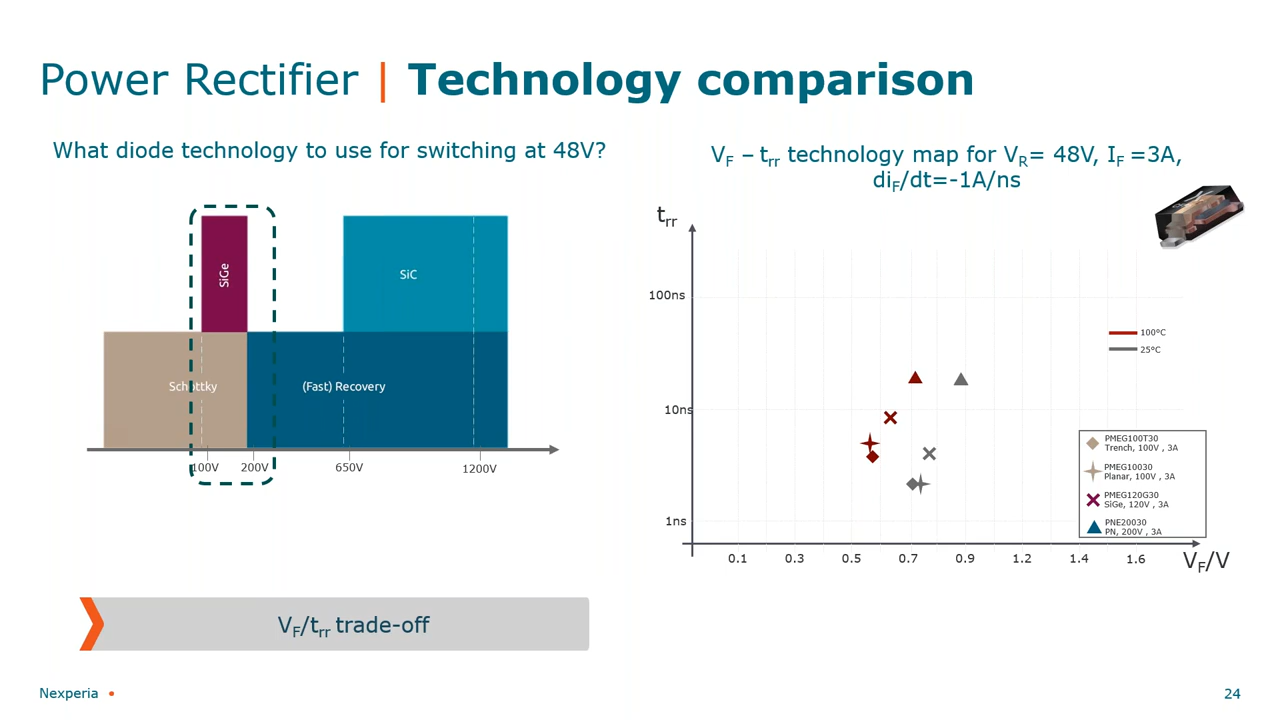 Power Rectifier | Technology comparison
What diode technology to use for switching at 48V?
SiGe
SiC
Schottky
(Fast) Recovery
100V
200V
650V
1200V
VF/trr trade-off
VF – trr technology map for VR= 48V, IF =3A,
diF/dt=-1A/ns
trr
100ns
10ns
1ns
0.1
0.3
0.5
0.7
0.9
1.2
1.4
1.6
VF/V
100°C
25°C
PMEG100T30
Trench, 100V , 3A
PMEG10030
Planar, 100V , 3A
PMEG120G30
SiGe, 120V , 3A
PNE20030
PN, 200V , 3A
Nexperia
24